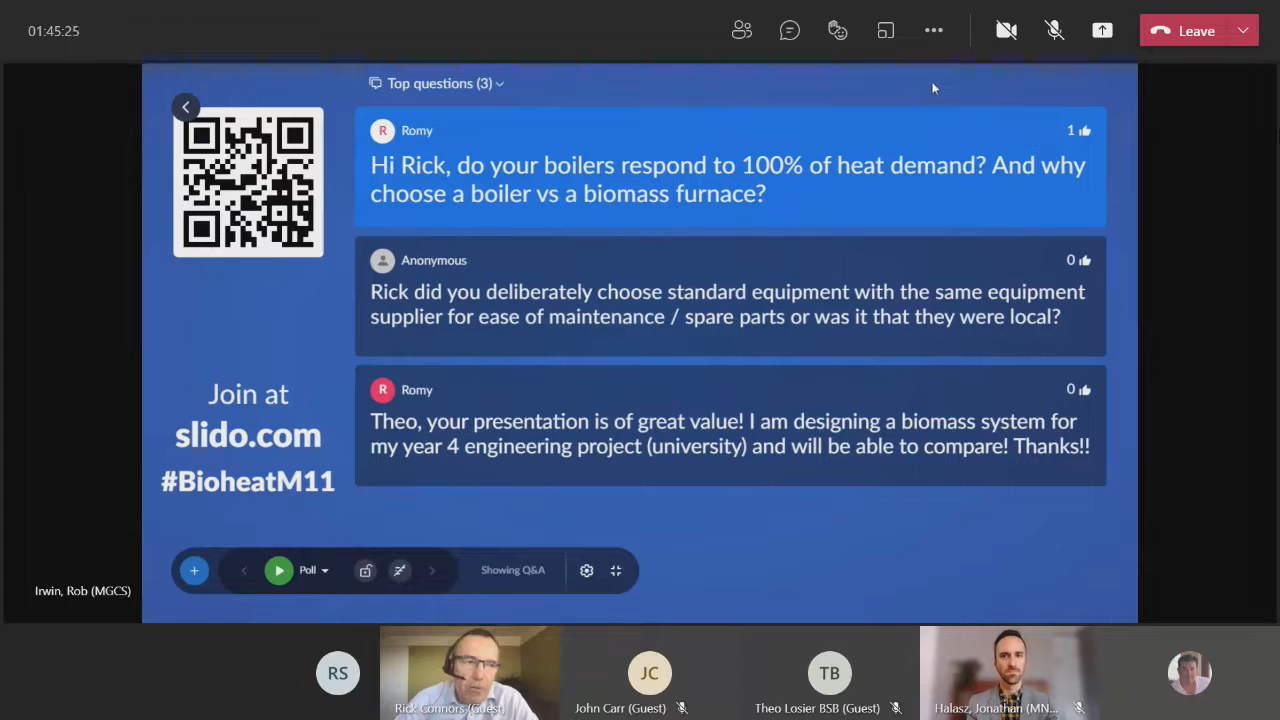 01:45:25
Leave
Top questions (3)
R Romy
1
Hi Rick, do your boilers respond to 100% of heat demand? And why
choose a boiler vs a biomass furnace?
Anonymous
0
Rick did you deliberately choose standard equipment with the same equipment
supplier for ease of maintenance / spare parts or was it that they were local?
R Romy
0
Theo, your presentation is of great value! I am designing a biomass system for
my year 4 engineering project (university) and will be able to compare! Thanks!!
Join at
slido.com
#BioheatM11
Poll
Showing Q&A
Irwin, Rob (MGCS)
RS
JC
TB
Rick Connors (Guest)
John Carr (Guest)
Theo Losier BSB (Guest)
Halasz, Jonathan (MN...